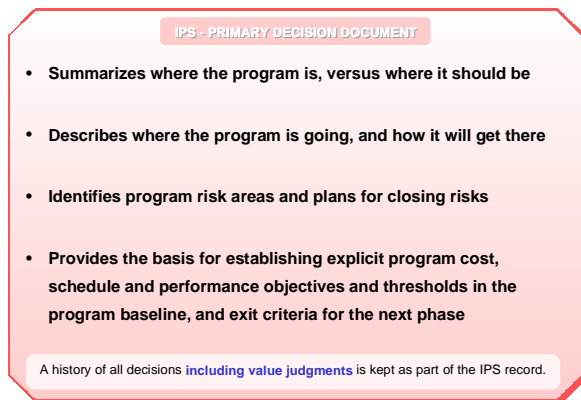 IPS - PRIMARY DECISION DOCUMENT
• Summarizes where the program is, versus where it should be
• Describes where the program is going, and how it will get there
• Identifies program risk areas and plans for closing risks
• Provides the basis for establishing explicit program cost,
schedule and performance objectives and thresholds in the
program baseline, and exit criteria for the next phase
A history of all decisions including value judgments is kept as part of the IPS record.